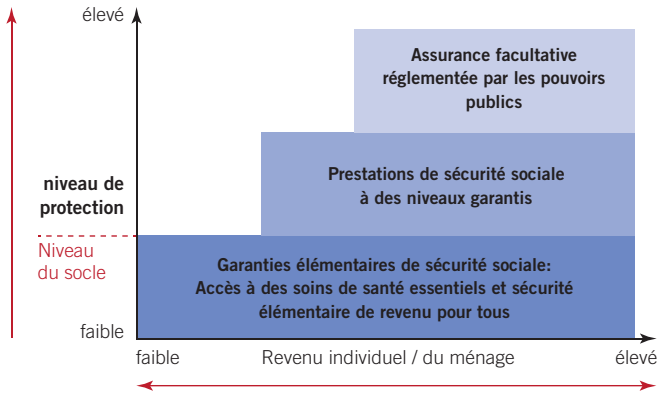 élevé
Assurance facultative
réglementée par les pouvoirs
publics
Prestations de sécurité sociale
à des niveaux garantis
niveau de
protection
Niveau
du socle
Garanties élémentaires de sécurité sociale:
Accès à des soins de santé essentiels et sécurité
élémentaire de revenu pour tous
faible
faible
Revenu individuel / du ménage
élevé